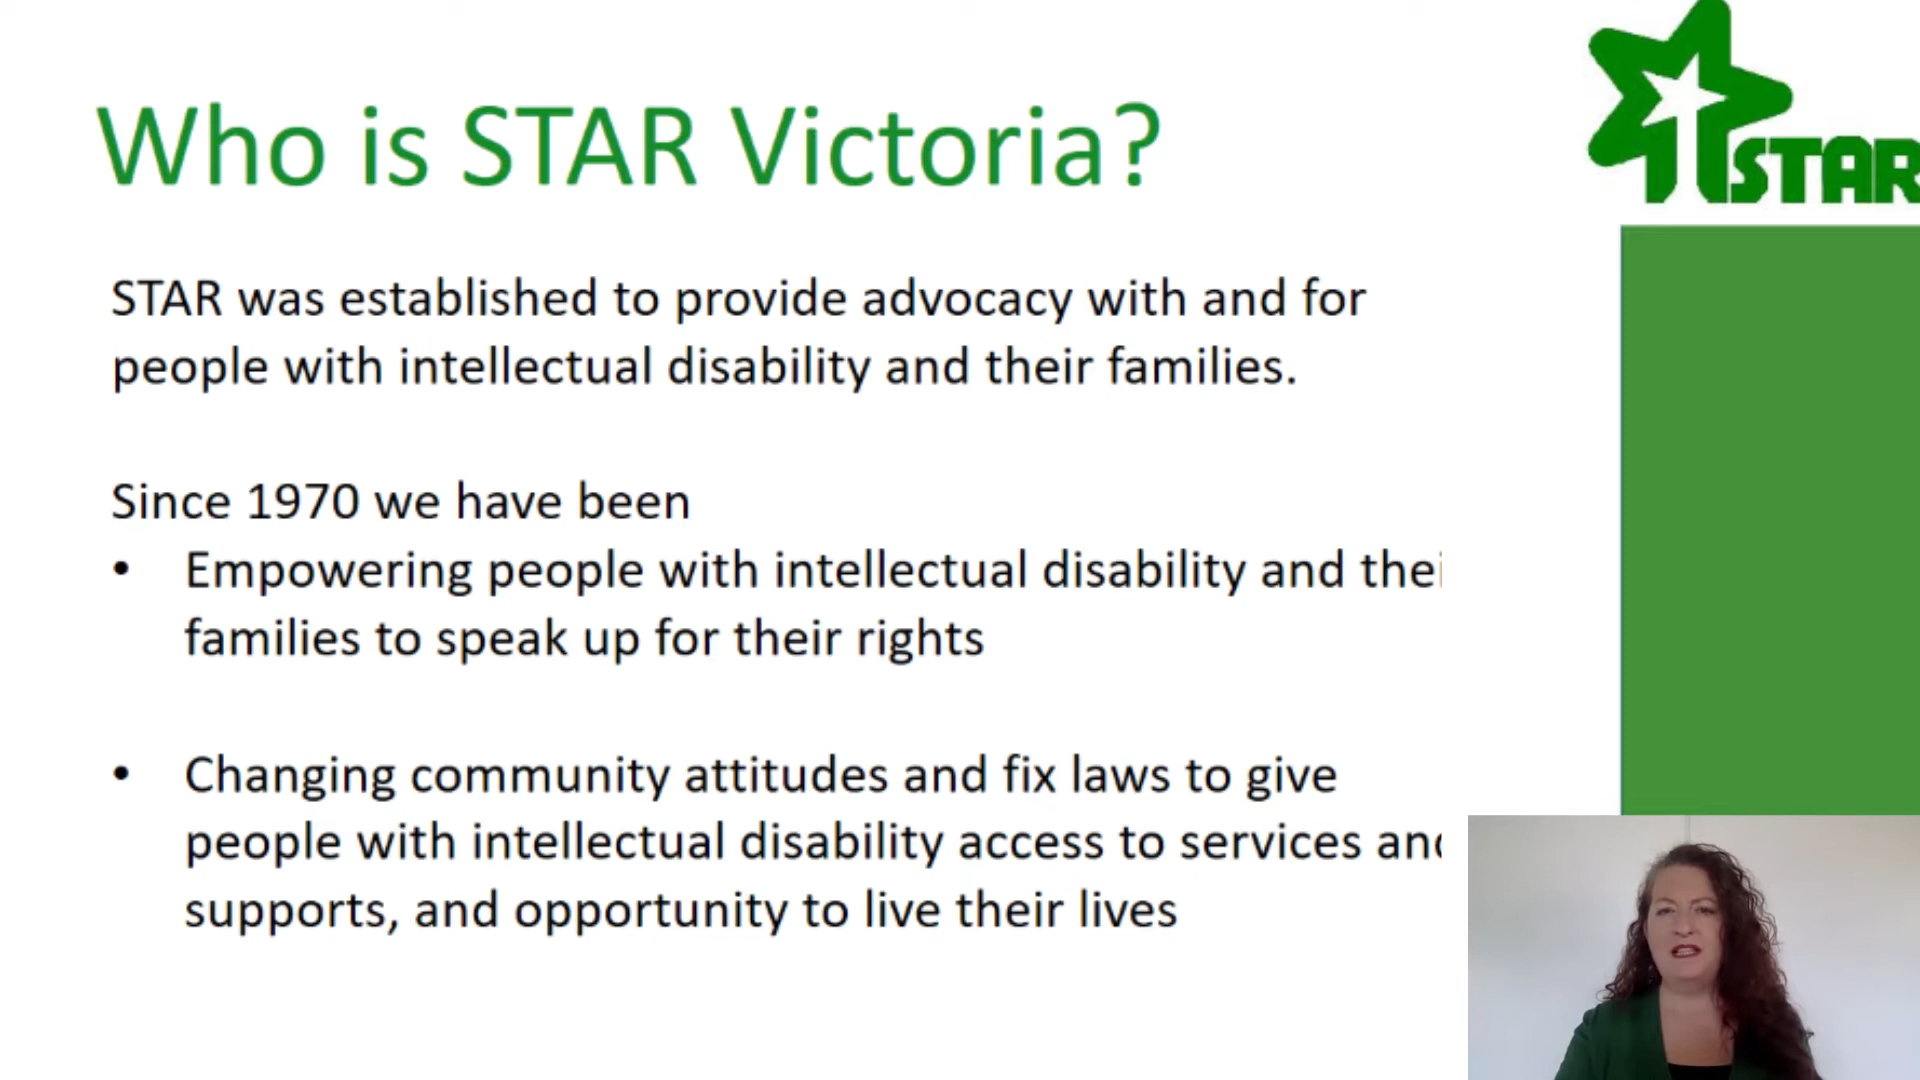 Who is STAR Victoria?
STAR
STAR was established to provide advocacy with and for
people with intellectual disability and their families.
Since 1970 we have been
• Empowering people with intellectual disability and thei
families to speak up for their rights
• Changing community attitudes and fix laws to give
people with intellectual disability access to services and
supports, and opportunity to live their lives